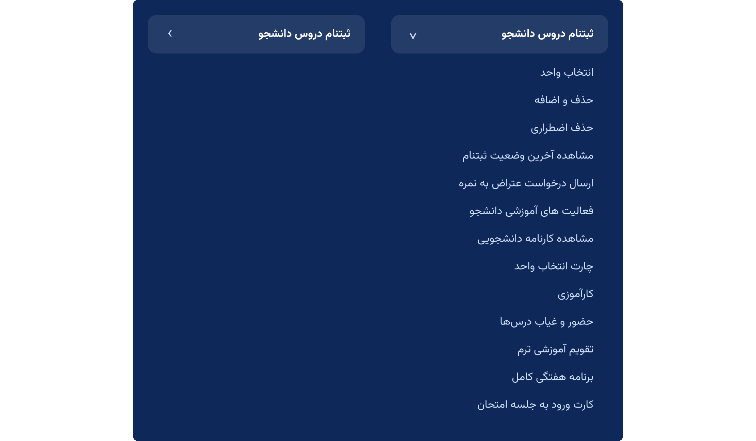 ثبتنام دروس دانشجو
ثبتنام دروس دانشجو
انتخاب واحد
حذف و اضافه
حذف اضطراری
مشاهده آخرین وضعیت ثبتنام
ارسال درخواست عتراض به نمره
فعالیت های آموزشی دانشجو
مشاهده کارنامه دانشجویی
چارت انتخاب واحد
کارآموزی
حضور و غیاب درس‌ها
تقویم آموزشی ترم
برنامه هفتگی کامل
کارت ورود به جلسه امتحان